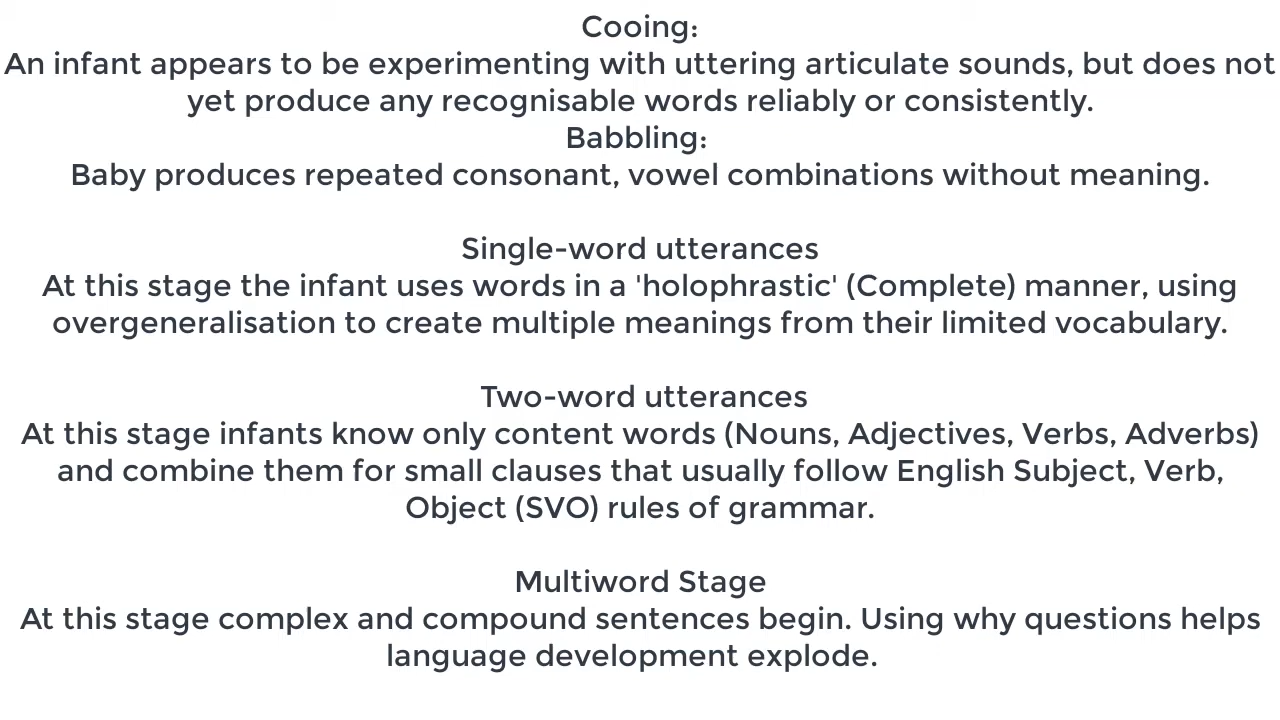 Cooing:
An infant appears to be experimenting with uttering articulate sounds, but does not
yet produce any recognisable words reliably or consistently.
Babbling:
Baby produces repeated consonant, vowel combinations without meaning.
Single-word utterances
At this stage the infant uses words in a 'holophrastic' (Complete) manner, using
overgeneralisation to create multiple meanings from their limited vocabulary.
Two-word utterances
At this stage infants know only content words (Nouns, Adjectives, Verbs, Adverbs)
and combine them for small clauses that usually follow English Subject, Verb,
Object (SVO) rules of grammar.
Multiword Stage
At this stage complex and compound sentences begin. Using why questions helps
language development explode.